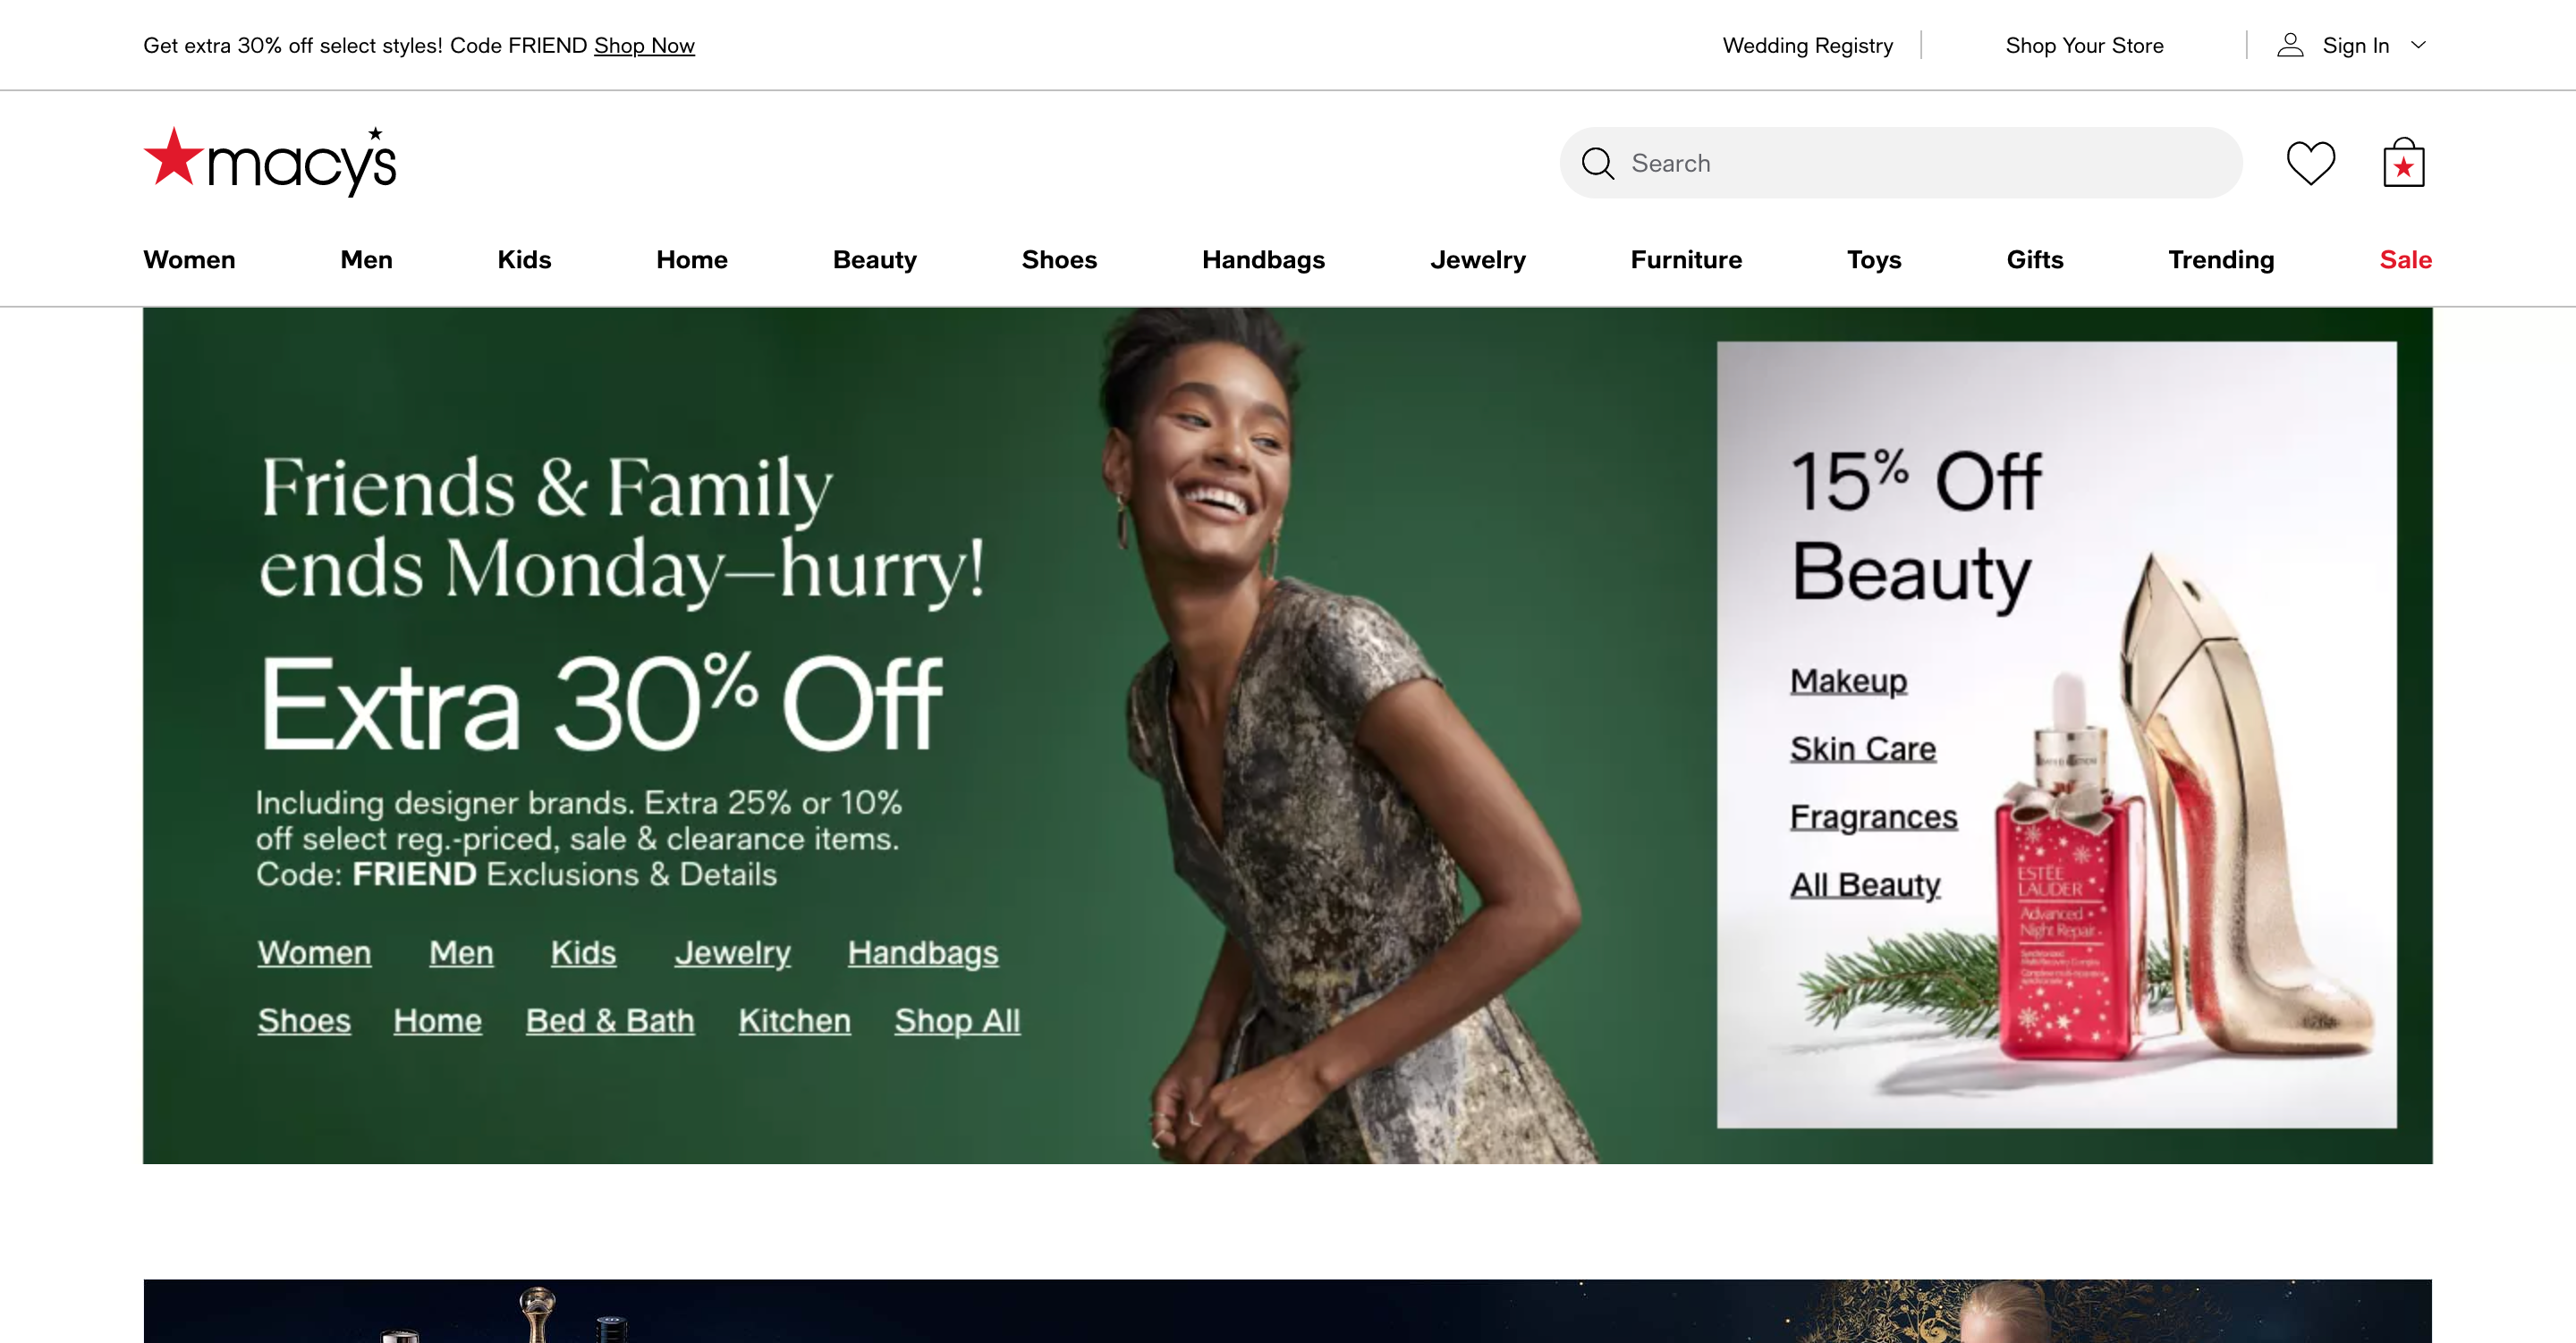 Get extra 30% off select styles! Code FRIEND Shop Now
Wedding Registry
Shop Your Store
Sign In
macy's
Search
Women Men Kids Home Beauty Shoes Handbags Jewelry Furniture Toys Gifts Trending Sale
Friends & Family
ends Monday—hurry!
Extra 30% Off
Including designer brands. Extra 25% or 10%
off select reg.-priced, sale & clearance items.
Code: FRIEND Exclusions & Details
Women Men Kids Jewelry Handbags
Shoes Home Bed & Bath Kitchen Shop All
15% Off
Beauty
Makeup
Skin Care
Fragrances
All Beauty
ESTĒE
LAUDER
Advanced
Night Repair